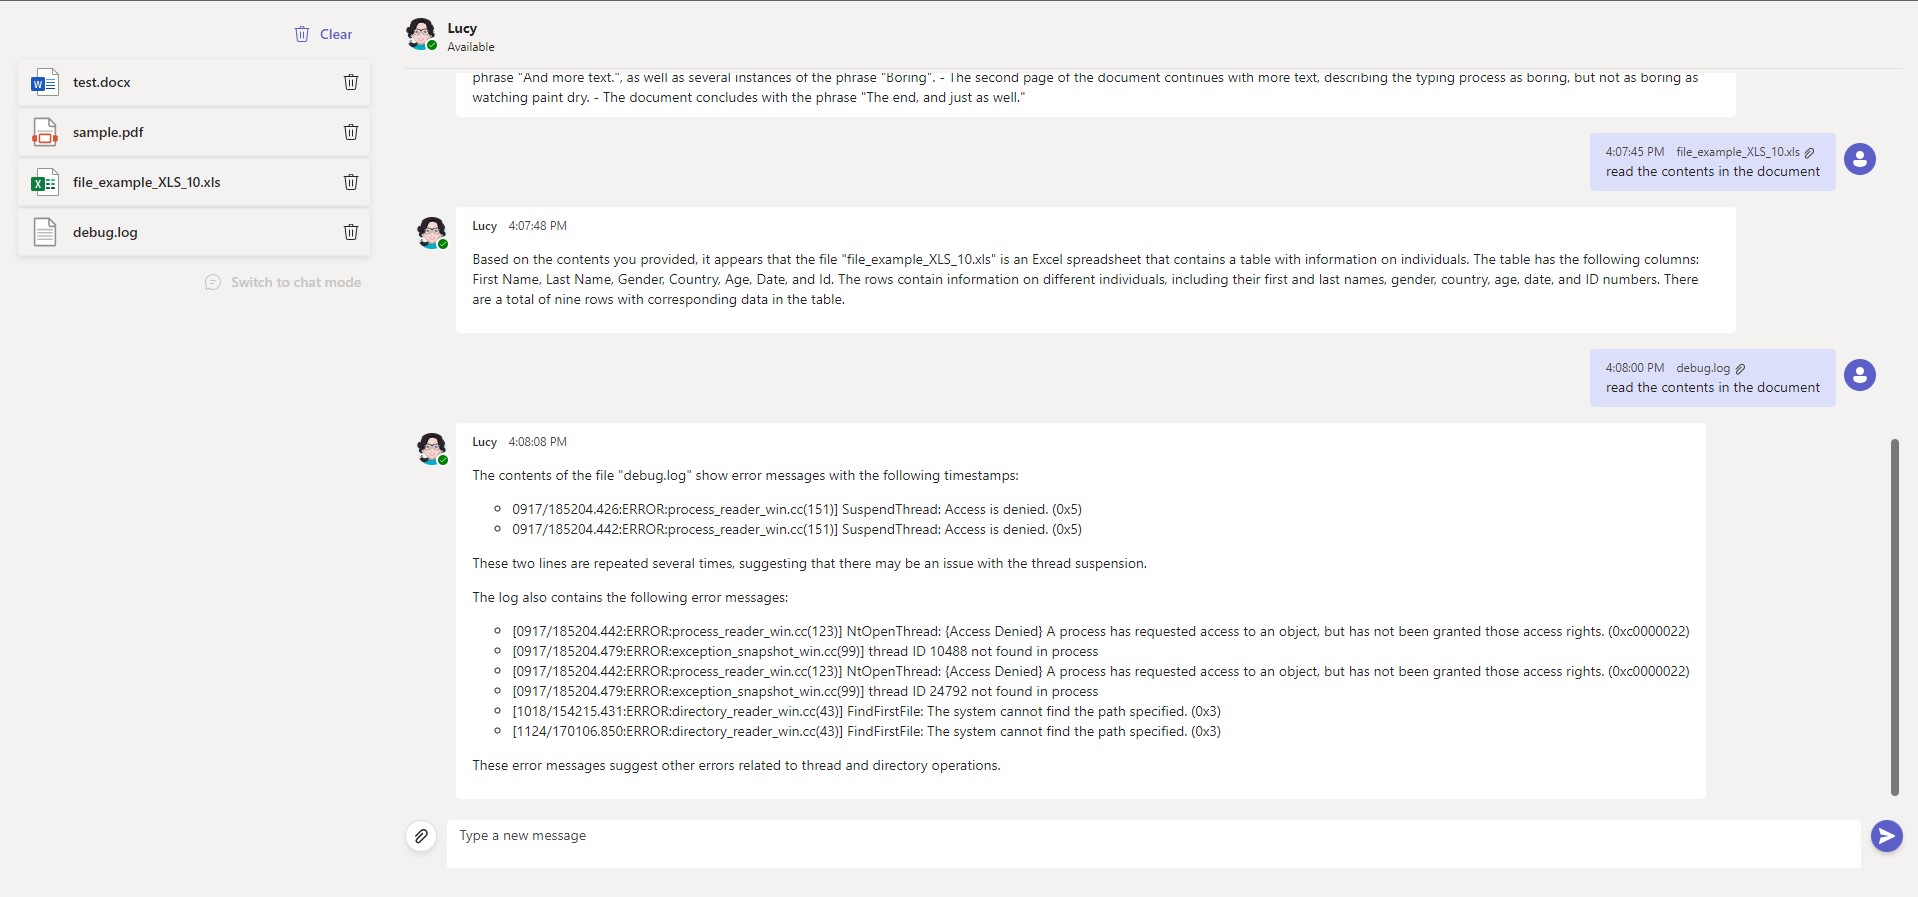 Clear
test.docx
sample.pdf
file_example_XLS_10.xls
debug.log
Switch to chat mode
Lucy
Available
phrase "And more text.", as well as several instances of the phrase "Boring". - The second page of the document continues with more text, describing the typing process as boring, but not as boring as
watching paint dry. - The document concludes with the phrase "The end, and just as well."
4:07:45 PM file_example_XLS_10.xls
read the contents in the document
Lucy 4:07:48 PM
Based on the contents you provided, it appears that the file "file_example_XLS_10.xls" is an Excel spreadsheet that contains a table with information on individuals. The table has the following columns:
First Name, Last Name, Gender, Country, Age, Date, and Id. The rows contain information on different individuals, including their first and last names, gender, country, age, date, and ID numbers. There
are a total of nine rows with corresponding data in the table.
4:08:00 PM debug.log
read the contents in the document
Lucy 4:08:08 PM
The contents of the file "debug.log" show error messages with the following timestamps:
0917/185204.426:ERROR:process_reader_win.cc(151)] SuspendThread: Access is denied. (0x5)
0917/185204.442:ERROR:process_reader_win.cc(151)] SuspendThread: Access is denied. (0x5)
These two lines are repeated several times, suggesting that there may be an issue with the thread suspension.
The log also contains the following error messages:
[0917/185204.442:ERROR:process_reader_win.cc(123)] NtOpenThread: {Access Denied} A process has requested access to an object, but has not been granted those access rights. (0xc0000022)
[0917/185204.479:ERROR:exception_snapshot_win.cc(99)] thread ID 10488 not found in process
[0917/185204.442:ERROR:process_reader_win.cc(123)] NtOpenThread: {Access Denied} A process has requested access to an object, but has not been granted those access rights. (0xc0000022)
[0917/185204.479:ERROR:exception_snapshot_win.cc(99)] thread ID 24792 not found in process
[1018/154215.431:ERROR:directory_reader_win.cc(43)] FindFirstFile: The system cannot find the path specified. (0x3)
[1124/170106.850:ERROR:directory_reader_win.cc(43)] FindFirstFile: The system cannot find the path specified. (0x3)
These error messages suggest other errors related to thread and directory operations.
Type a new message